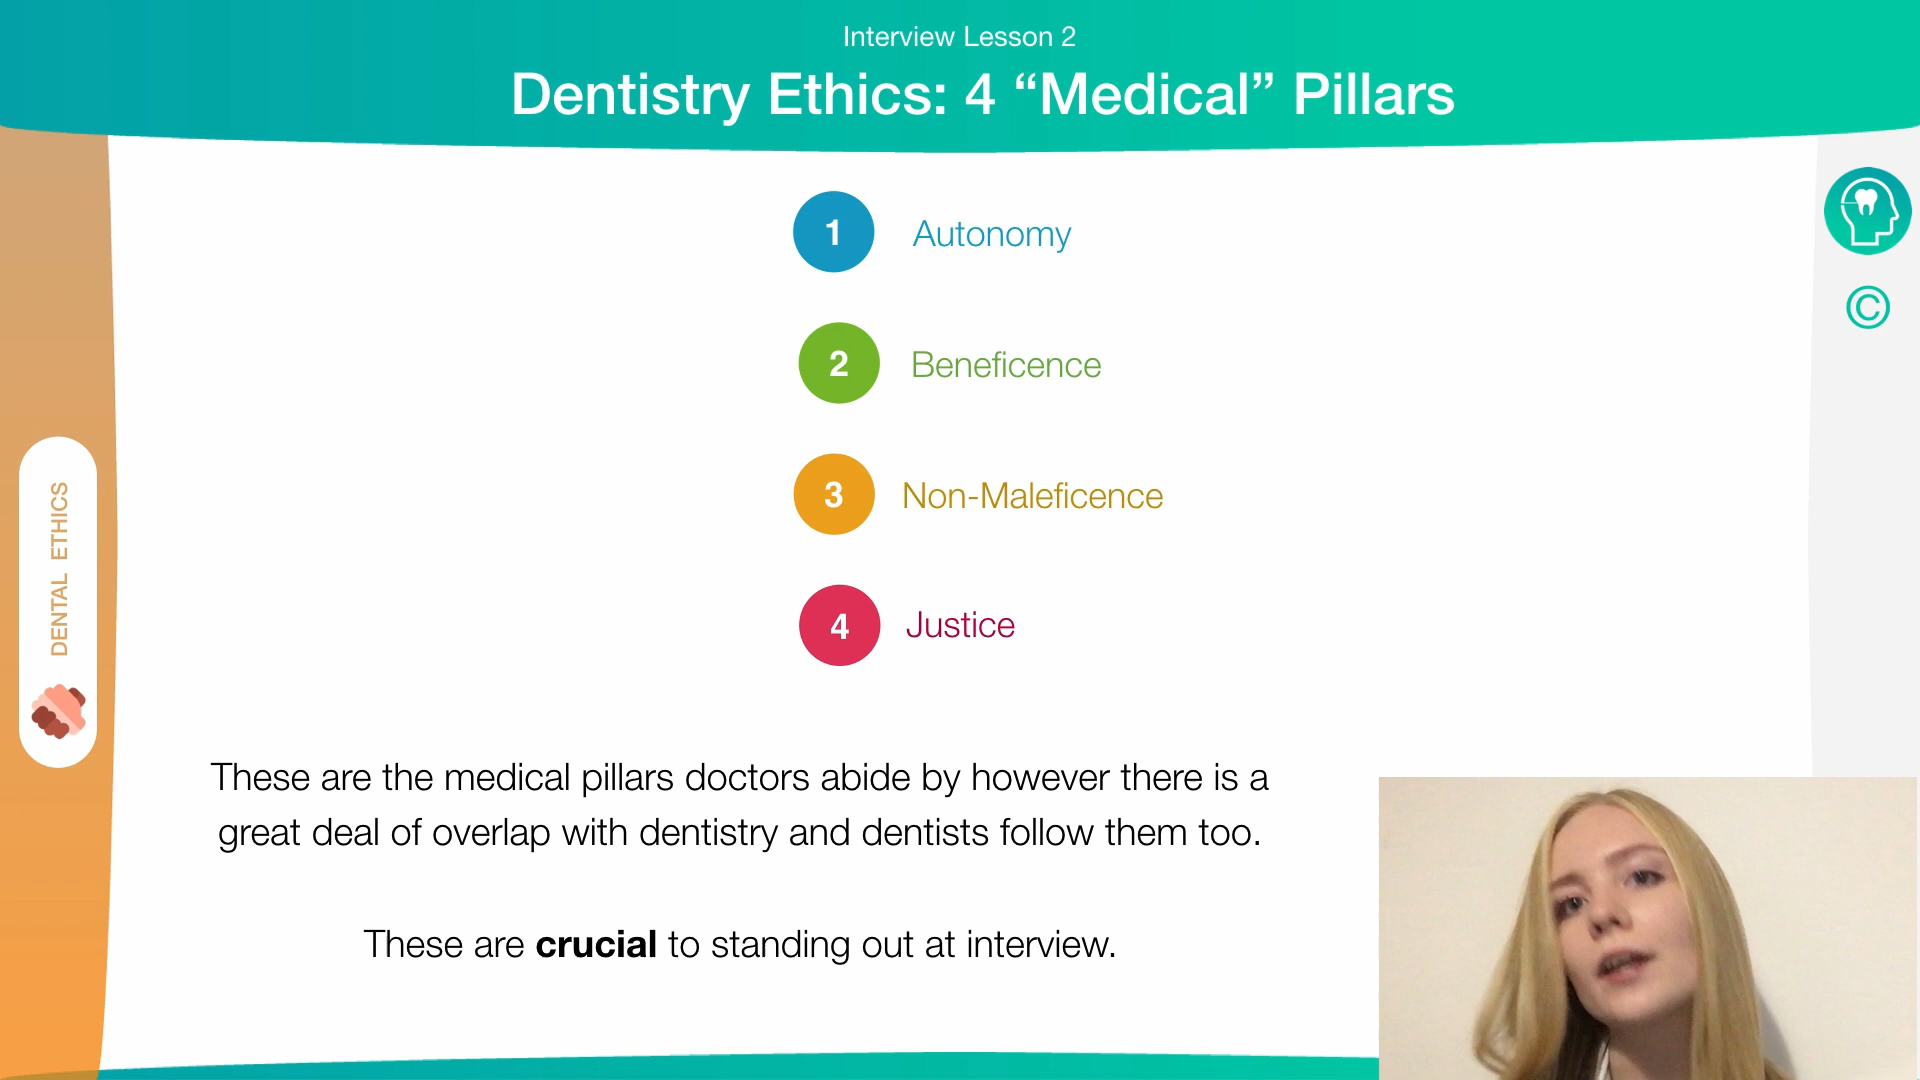 Interview Lesson 2
Dentistry Ethics: 4 “Medical” Pillars
1 Autonomy
2 Beneficence
3 Non-Maleficence
4 Justice
DENTAL ETHICS
©
These are the medical pillars doctors abide by however there is a
great deal of overlap with dentistry and dentists follow them too.
These are crucial to standing out at interview.